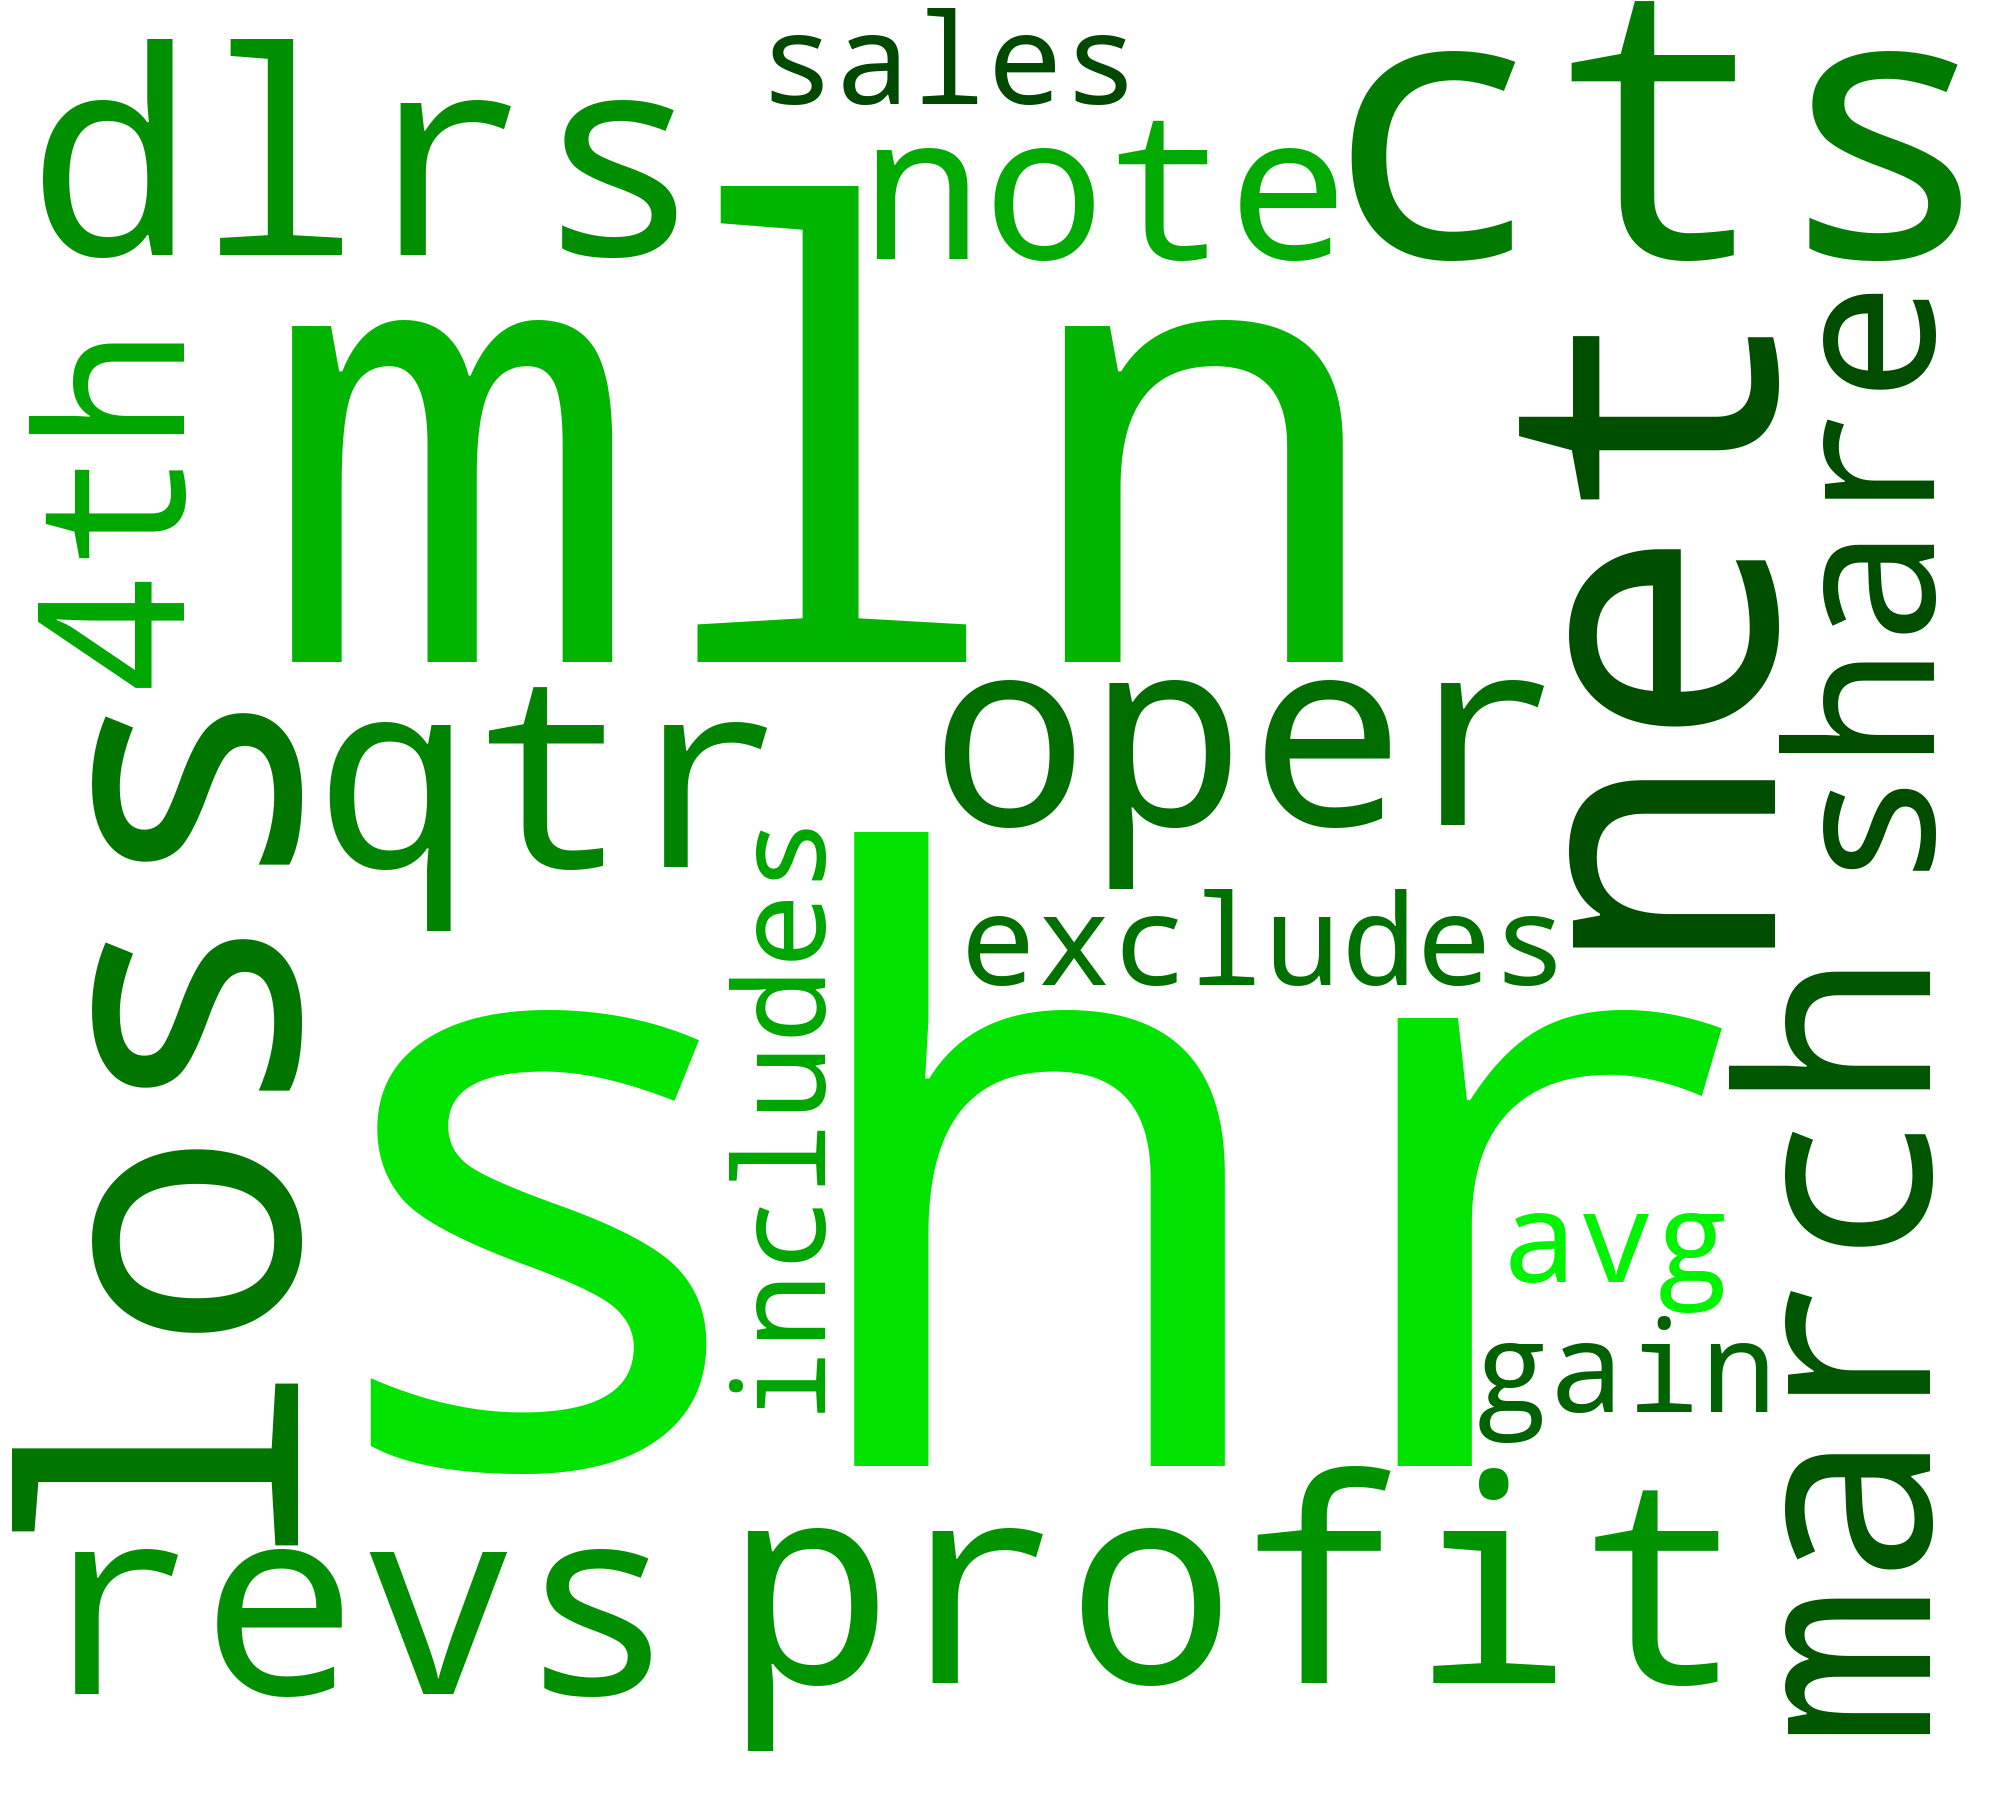 sales
dlrs
cts
note
mln
4th
net
share
oper
qtr
loss
includes
excludes
shr
march
avg
gain
revs
profit